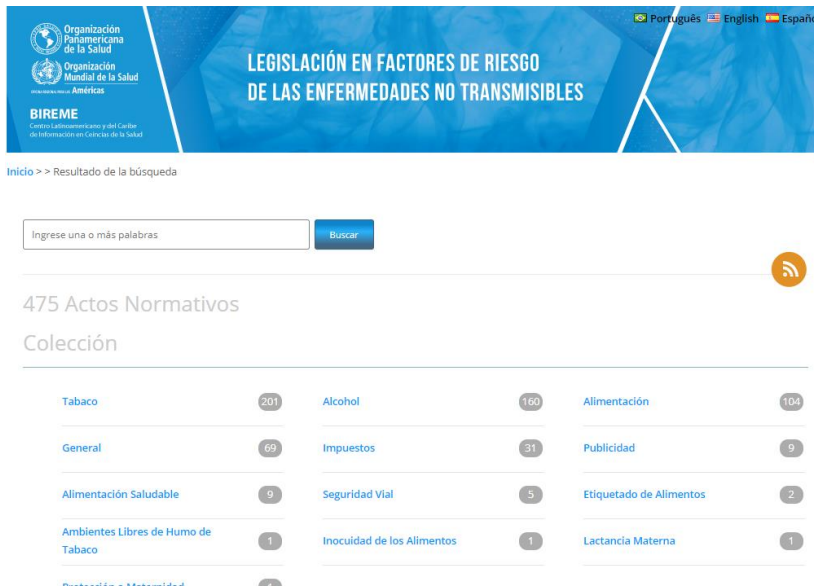 Organización
Panamericana
de la Salud
Organización
Mundial de la Salud
Américas
BIREME
Centro Latinoamericano y del Caribe
de Información en Ciencias de la Salud
Português English Español
LEGISLACIÓN EN FACTORES DE RIESGO
DE LAS ENFERMEDADES NO TRANSMISIBLES
Inicio > > Resultado de la búsqueda
Ingrese una o más palabras
Buscar
475 Actos Normativos
Colección
Tabaco 201 Alcohol 160 Alimentación 104
General 69 Impuestos 31 Publicidad 9
Alimentación Saludable 9 Seguridad Vial 5 Etiquetado de Alimentos 2
Ambientes Libres de Humo de
Tabaco 1 Inocuidad de los Alimentos 1 Lactancia Materna 1
Protección a Maternidad 1